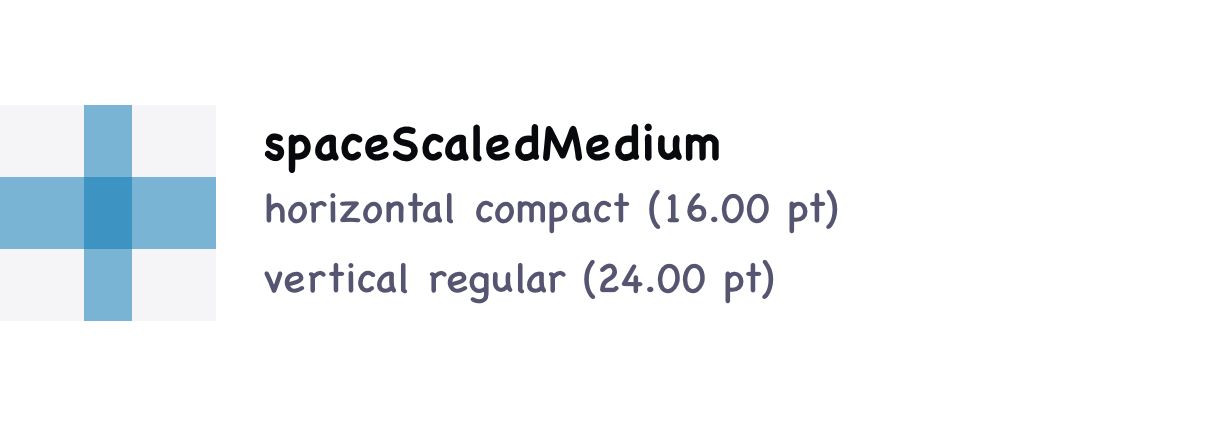 spaceScaledMedium
horizontal compact (16.00 pt)
vertical regular (24.00 pt)